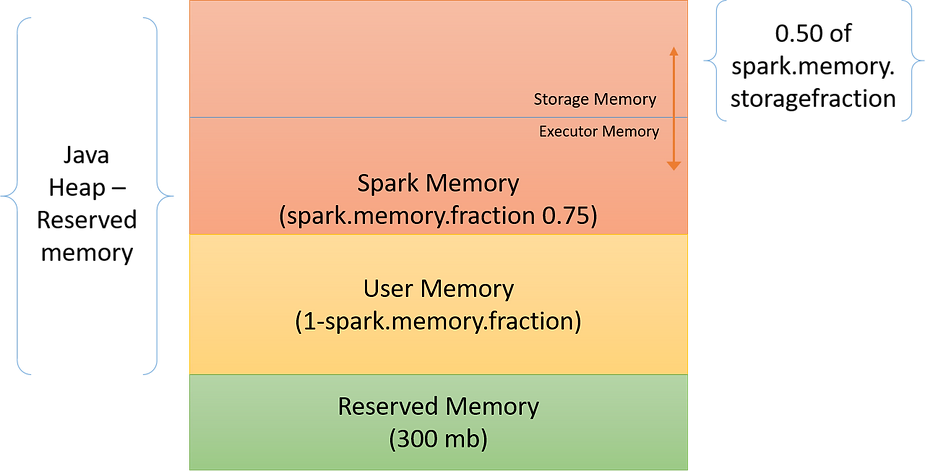 Java
Heap –
Reserved
memory
Storage Memory
Executor Memory
Spark Memory
(spark.memory.fraction 0.75)
User Memory
(1-spark.memory.fraction)
Reserved Memory
(300 mb)
0.50 of
spark.memory.
storagefraction